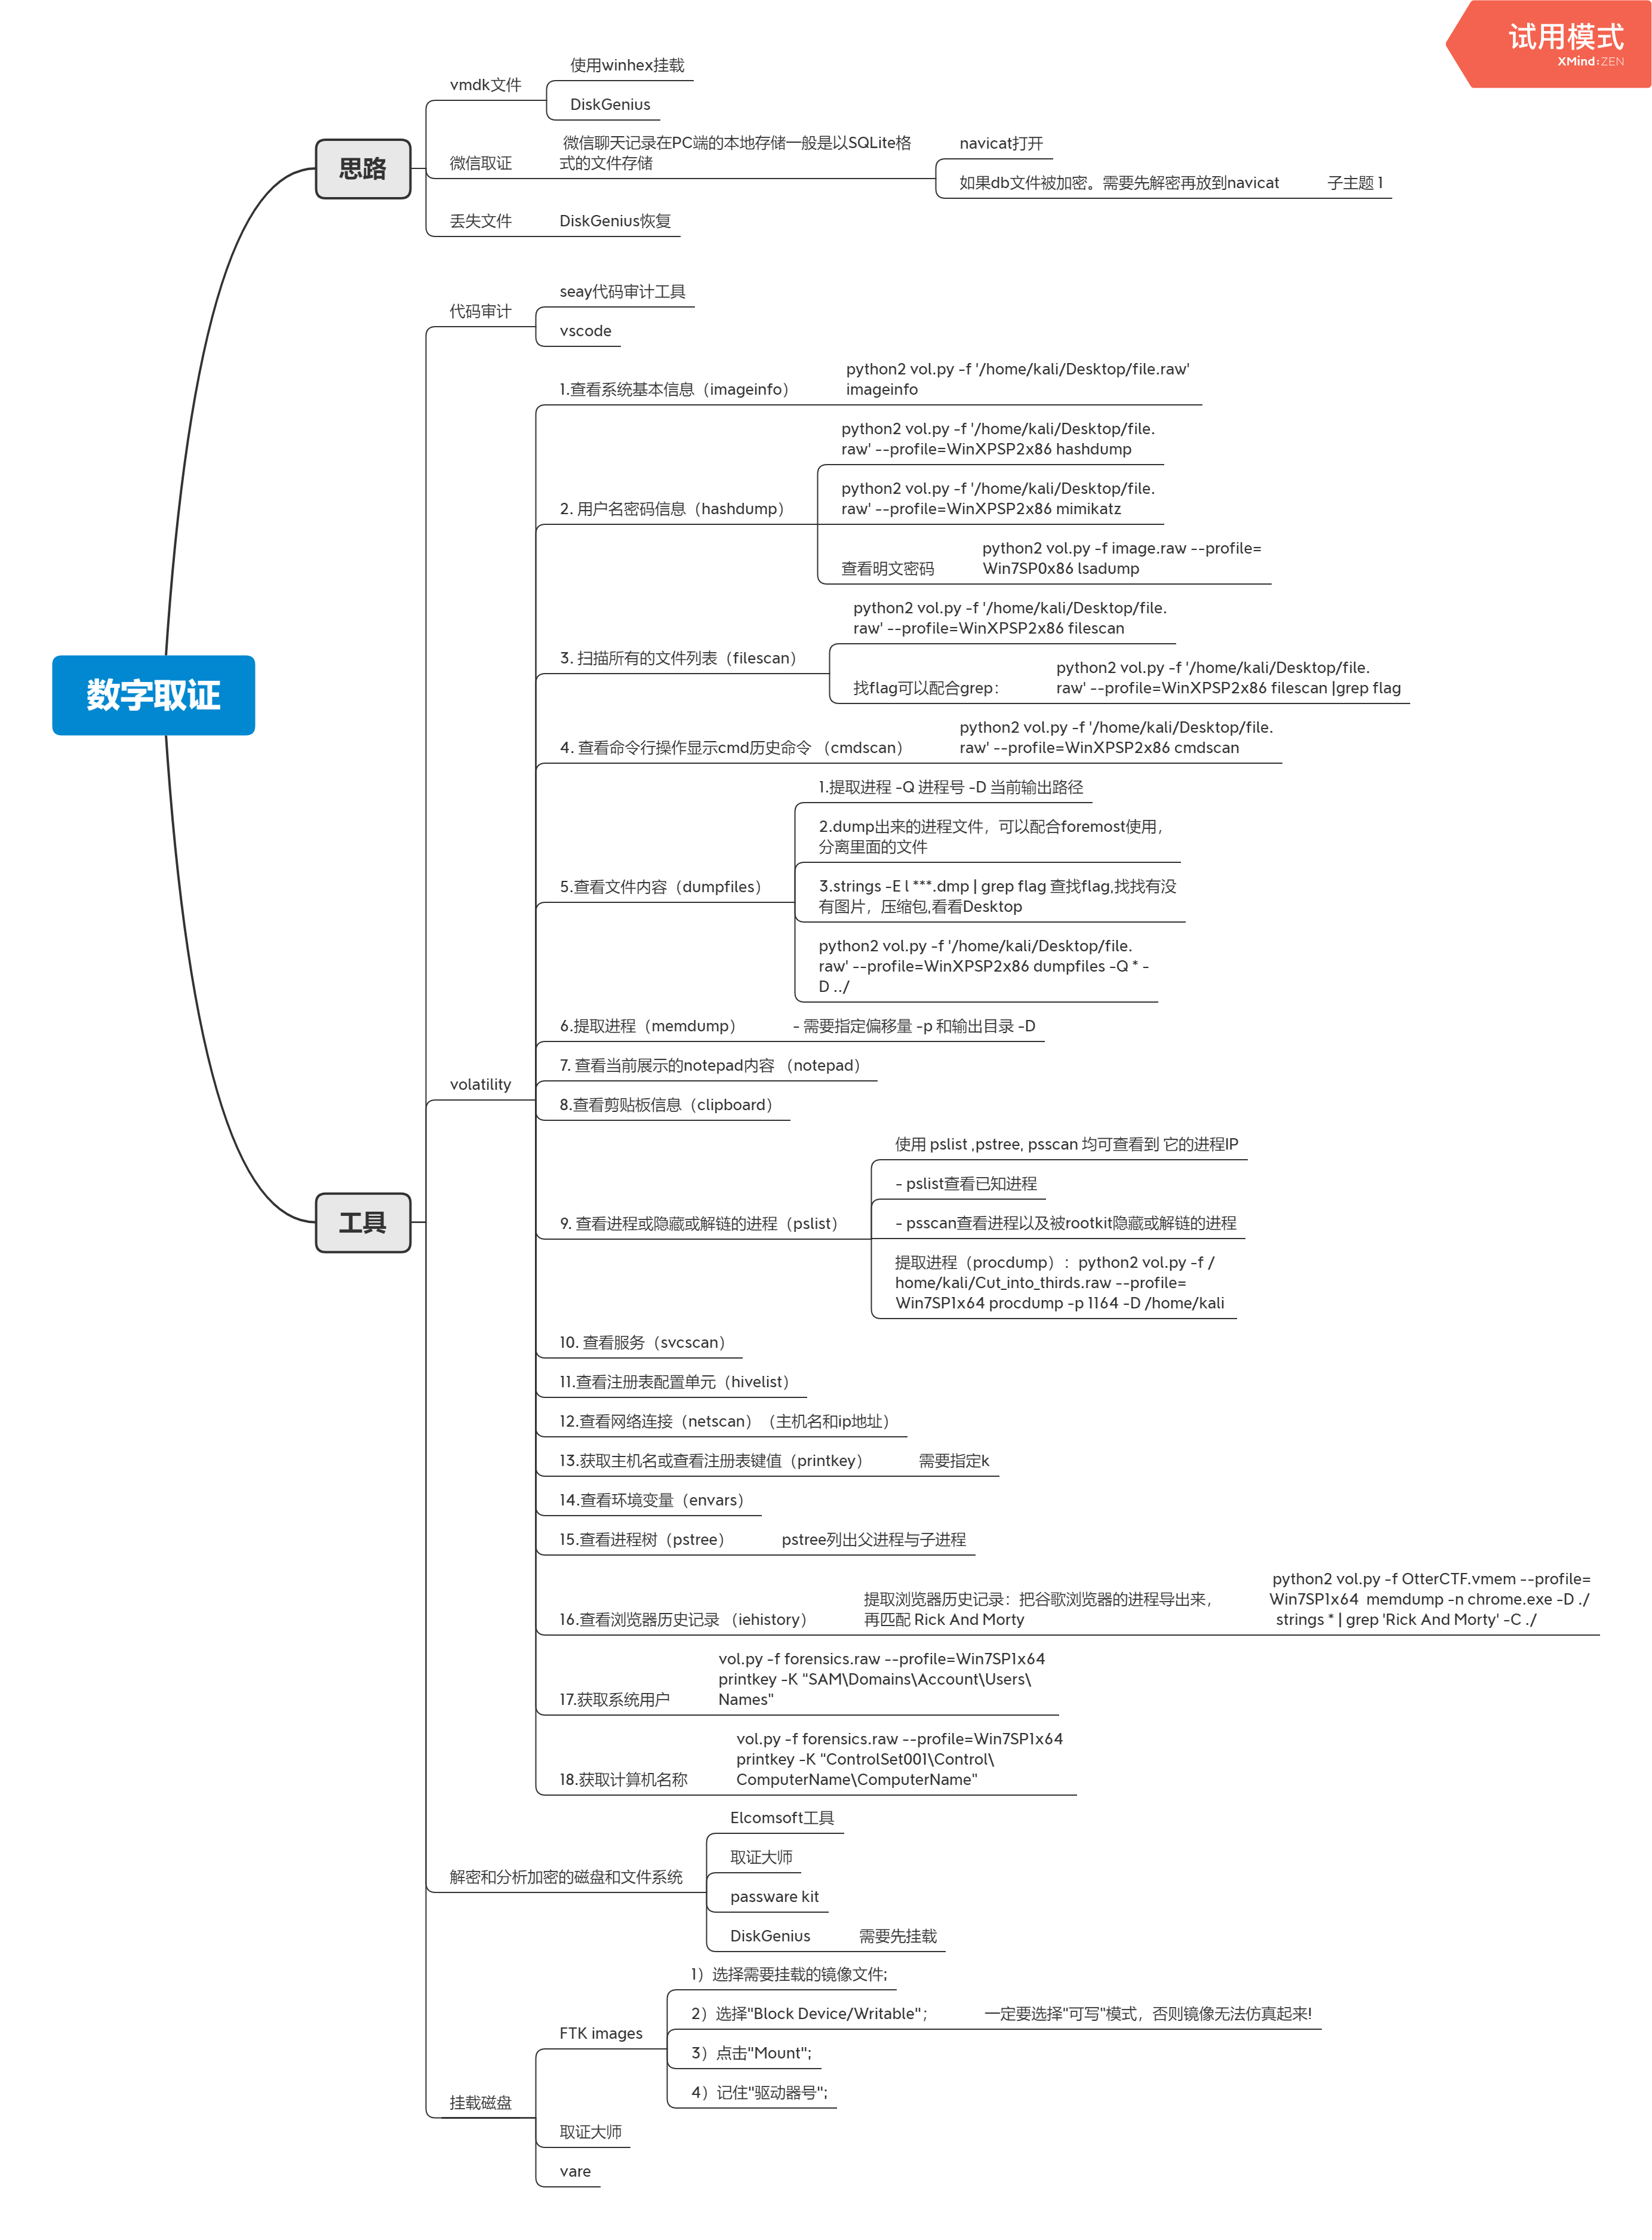 试用模式
XMind:ZEN
数字取证
思路
vmdk文件
使用winhex挂载
DiskGenius
微信取证
微信聊天记录在PC端的本地存储一般是以SQLite格
式的文件存储
navicat打开
如果db文件被加密。需要先解密再放到navicat
子主题 1
丢失文件
DiskGenius恢复
工具
代码审计
seay代码审计工具
vscode
volatility
1.查看系统基本信息（imageinfo）
python2 vol.py -f '/home/kali/Desktop/file.raw'
imageinfo
2. 用户名密码信息（hashdump）
python2 vol.py -f '/home/kali/Desktop/file.
raw' --profile=WinXPSP2x86 hashdump
python2 vol.py -f '/home/kali/Desktop/file.
raw' --profile=WinXPSP2x86 mimikatz
查看明文密码
python2 vol.py -f image.raw --profile=
Win7SP0x86 lsadump
3. 扫描所有的文件列表（filescan）
python2 vol.py -f '/home/kali/Desktop/file.
raw' --profile=WinXPSP2x86 filescan
找flag可以配合grep：
python2 vol.py -f '/home/kali/Desktop/file.
raw' --profile=WinXPSP2x86 filescan |grep flag
4. 查看命令行操作显示cmd历史命令 （cmdscan）
python2 vol.py -f '/home/kali/Desktop/file.
raw' --profile=WinXPSP2x86 cmdscan
5.查看文件内容（dumpfiles）
1.提取进程 -Q 进程号 -D 当前输出路径
2.dump出来的进程文件，可以配合foremost使用，
分离里面的文件
3.strings -E l ***.dmp | grep flag 查找flag,找找有没
有图片，压缩包,看看Desktop
python2 vol.py -f '/home/kali/Desktop/file.
raw' --profile=WinXPSP2x86 dumpfiles -Q * -
D ../
6.提取进程（memdump）
- 需要指定偏移量 -p 和输出目录 -D
7. 查看当前展示的notepad内容 （notepad）
8.查看剪贴板信息（clipboard）
9. 查看进程或隐藏或解链的进程（pslist）
使用 pslist ,pstree, psscan 均可查看到 它的进程IP
- pslist查看已知进程
- psscan查看进程以及被rootkit隐藏或解链的进程
提取进程（procdump）：python2 vol.py -f /
home/kali/Cut_into_thirds.raw --profile=
Win7SP1x64 procdump -p 1164 -D /home/kali
10. 查看服务（svcscan）
11.查看注册表配置单元（hivelist）
12.查看网络连接（netscan）（主机名和ip地址）
13.获取主机名或查看注册表键值（printkey）
需要指定k
14.查看环境变量（envars）
15.查看进程树（pstree）
pstree列出父进程与子进程
16.查看浏览器历史记录 （iehistory）
提取浏览器历史记录：把谷歌浏览器的进程导出来，
再匹配 Rick And Morty
python2 vol.py -f OtterCTF.vmem --profile=
Win7SP1x64  memdump -n chrome.exe -D ./
strings * | grep 'Rick And Morty' -C ./
17.获取系统用户
vol.py -f forensics.raw --profile=Win7SP1x64
printkey -K "SAM\Domains\Account\Users\
Names"
18.获取计算机名称
vol.py -f forensics.raw --profile=Win7SP1x64
printkey -K "ControlSet001\Control\
ComputerName\ComputerName"
解密和分析加密的磁盘和文件系统
Elcomsoft工具
取证大师
passware kit
DiskGenius
需要先挂载
挂载磁盘
FTK images
1）选择需要挂载的镜像文件;
2）选择"Block Device/Writable"；
一定要选择"可写"模式，否则镜像无法仿真起来!
3）点击"Mount";
4）记住"驱动器号";
取证大师
vare